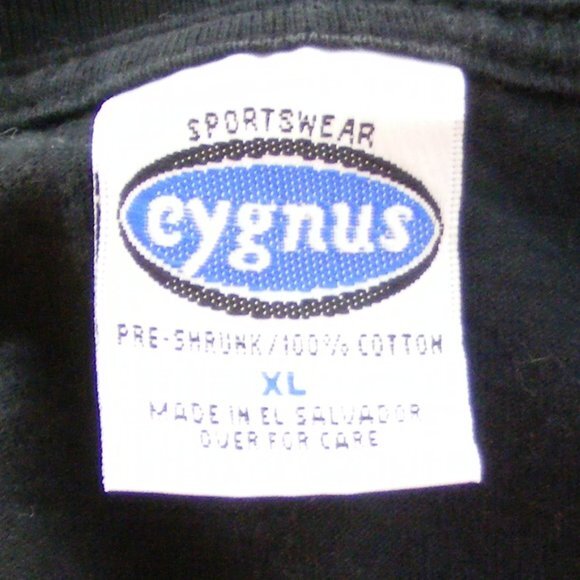 SPORTSWEAR
cygnus
PRE-SHRUNK/100% COTTON
XL
MADE IN EL SALVADOR
OVER FOR CARE